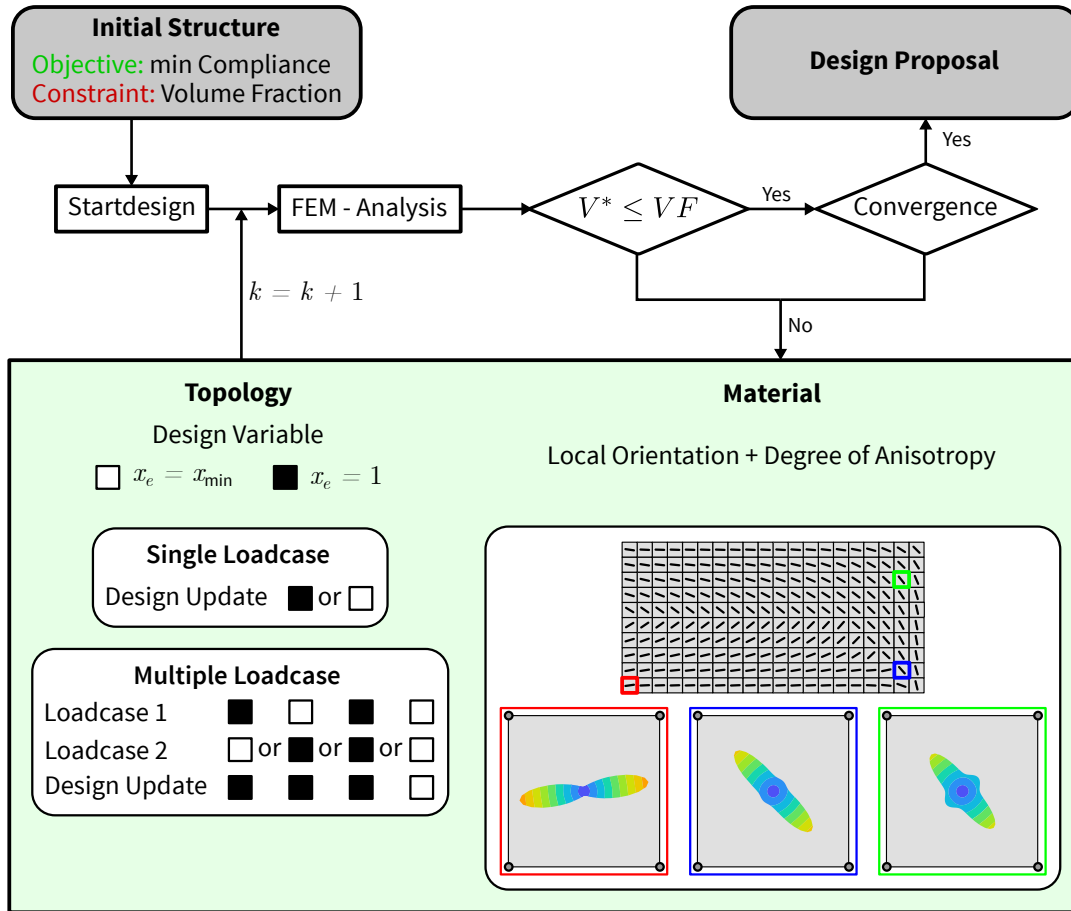 Initial Structure
Objective: min Compliance
Constraint: Volume Fraction
Design Proposal
Yes
Startdesign
FEM - Analysis
V* ≤ VF
Yes
Convergence
k = k + 1
No
Topology
Design Variable
x_e = x_min
x_e = 1
Single Loadcase
Design Update
or
Multiple Loadcase
Loadcase 1
Loadcase 2
or or or
Design Update
Material
Local Orientation + Degree of Anisotropy